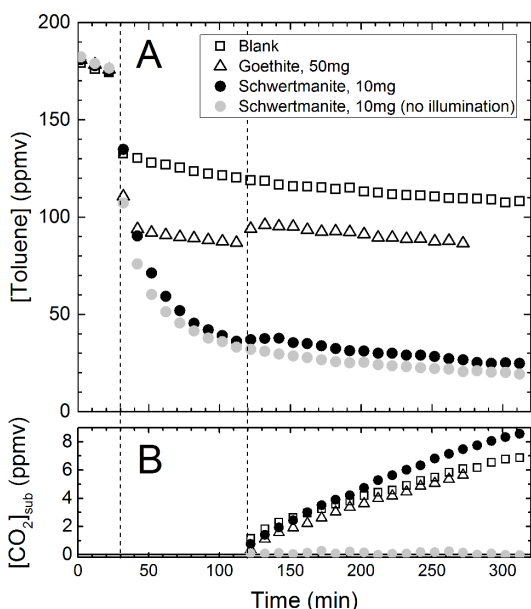 200
150
100
50
0
[Toluene] (ppmv)
A
Blank
Goethite, 50mg
Schwertmanite, 10mg
Schwertmanite, 10mg (no illumination)
8
6
4
2
0
[CO₂]sub (ppmv)
B
0 50 100 150 200 250 300
Time (min)